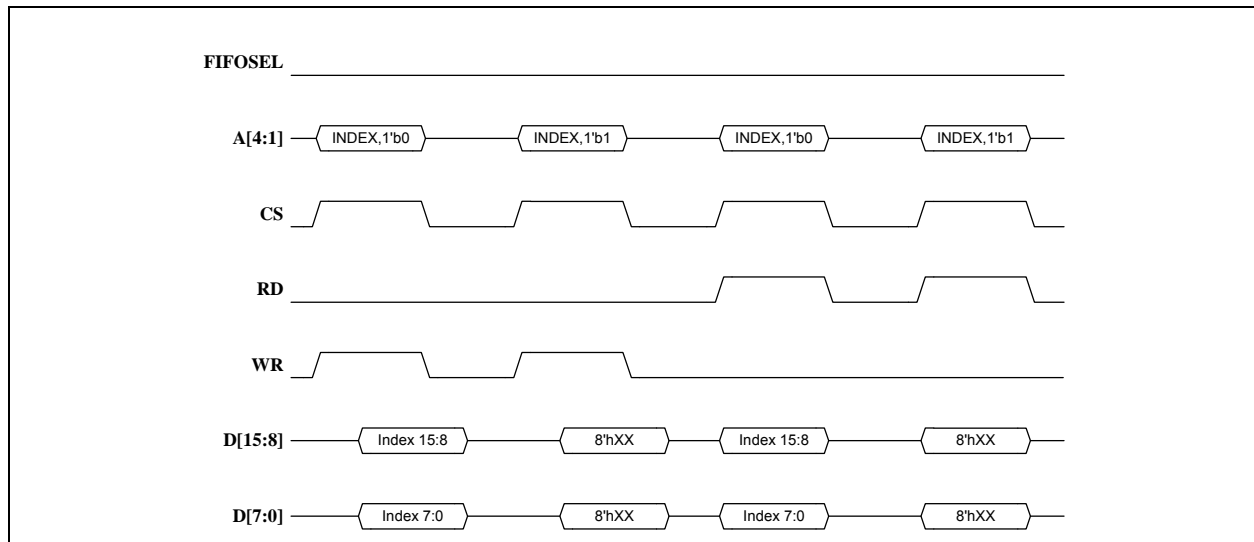 FIFOSEL
A[4:1] INDEX,1'b0 INDEX,1'b1 INDEX,1'b0 INDEX,1'b1
CS
RD
WR
D[15:8] Index 15:8 8'hXX Index 15:8 8'hXX
D[7:0] Index 7:0 8'hXX Index 7:0 8'hXX